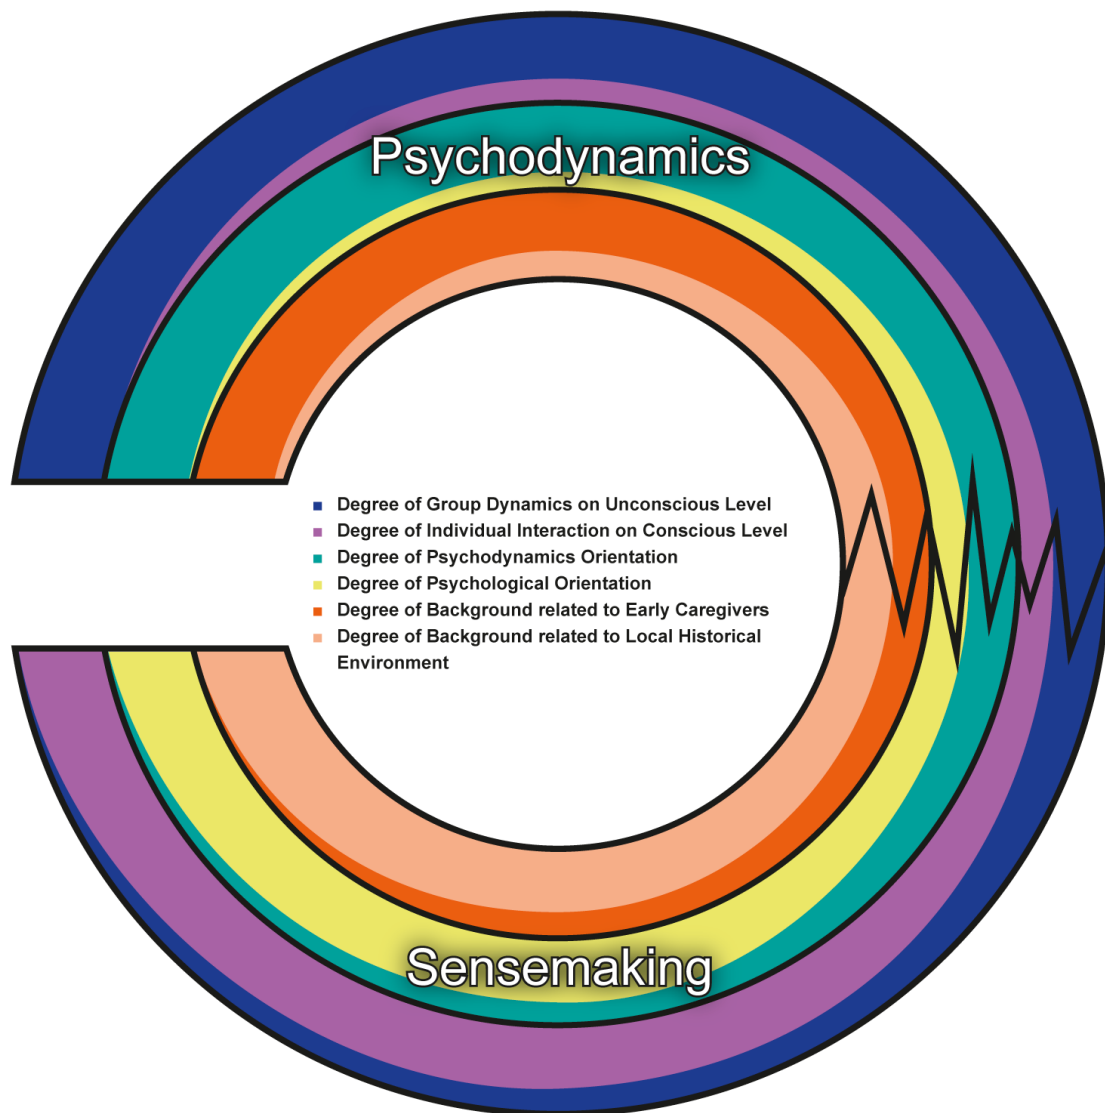 Psychodynamics
Degree of Group Dynamics on Unconscious Level
Degree of Individual Interaction on Conscious Level
Degree of Psychodynamics Orientation
Degree of Psychological Orientation
Degree of Background related to Early Caregivers
Degree of Background related to Local Historical
Environment
Sensemaking